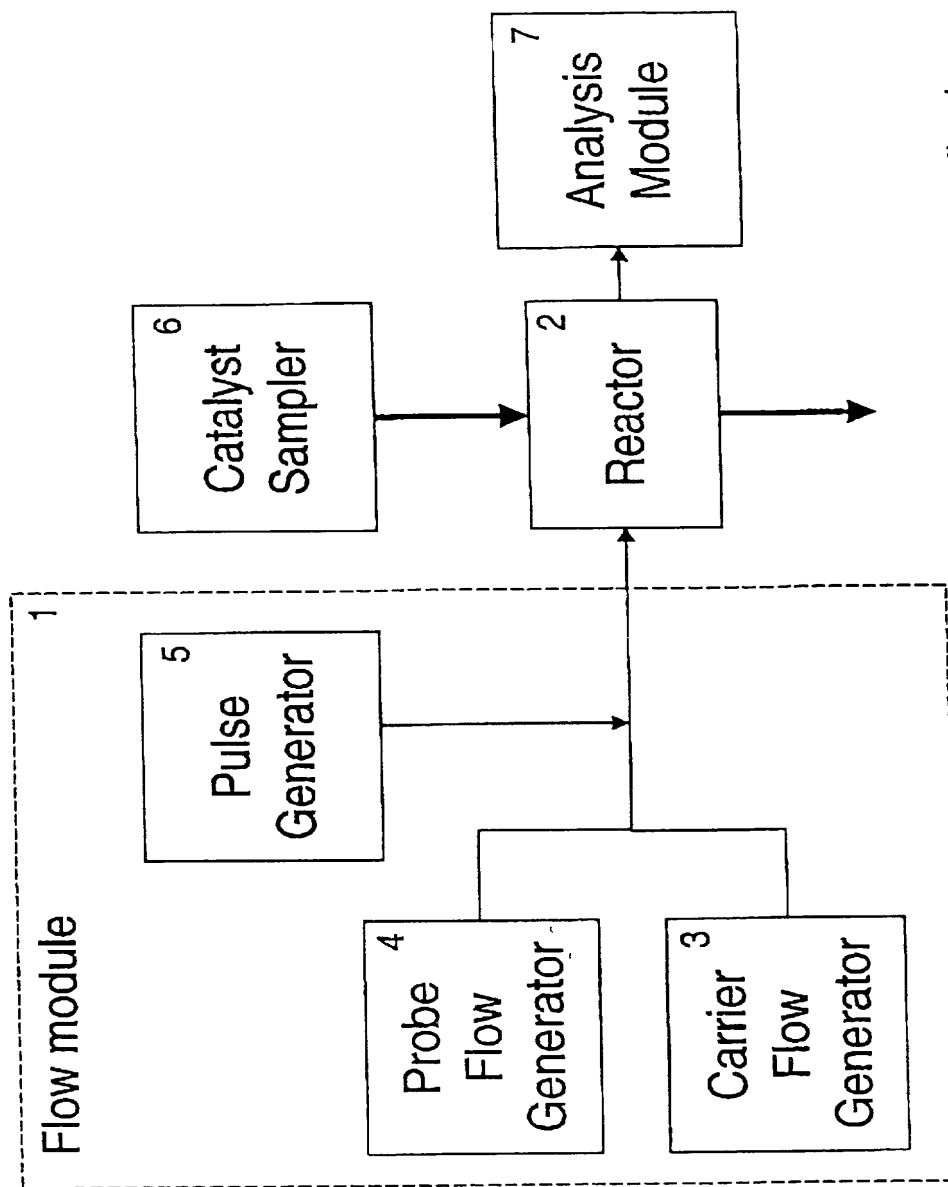 Flow module
1
Pulse
Generator
5
Probe
Flow
Generator
4
Carrier
Flow
Generator
3
Catalyst
Sampler
6
Reactor
2
Analysis
Module
7